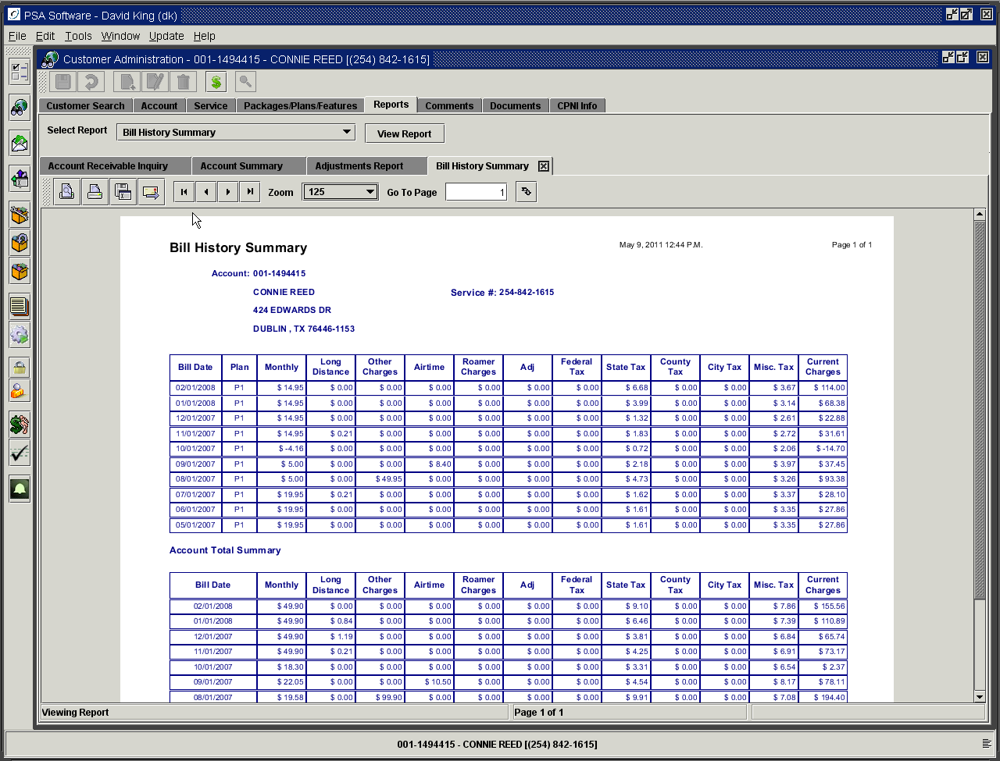 PSA Software - David King (dk)
File Edit Tools Window Update Help
Customer Administration - 001-1494415 - CONNIE REED [(254) 842-1615]
Customer Search Account Service Packages/Plans/Features Reports Comments Documents CPNI Info
Select Report Bill History Summary View Report
Account Receivable Inquiry Account Summary Adjustments Report Bill History Summary
Zoom 125 Go To Page 1
Bill History Summary May 9, 2011 12:44 P.M. Page 1 of 1
Account: 001-1494415
CONNIE REED Service #: 254-842-1615
424 EDWARDS DR
DUBLIN , TX 76446-1153
Bill Date Plan Monthly Long Distance Other Charges Airtime Roamer Charges Adj Federal Tax State Tax County Tax City Tax Misc. Tax Current Charges
02/01/2008 P1 $ 14.95 $ 0.00 $ 0.00 $ 0.00 $ 0.00 $ 0.00 $ 0.00 $ 6.68 $ 0.00 $ 0.00 $ 3.67 $ 114.00
01/01/2008 P1 $ 14.95 $ 0.00 $ 0.00 $ 0.00 $ 0.00 $ 0.00 $ 0.00 $ 3.99 $ 0.00 $ 0.00 $ 3.14 $ 68.38
12/01/2007 P1 $ 14.95 $ 0.00 $ 0.00 $ 0.00 $ 0.00 $ 0.00 $ 0.00 $ 1.32 $ 0.00 $ 0.00 $ 2.61 $ 22.88
11/01/2007 P1 $ 14.95 $ 0.21 $ 0.00 $ 0.00 $ 0.00 $ 0.00 $ 0.00 $ 1.83 $ 0.00 $ 0.00 $ 2.72 $ 31.61
10/01/2007 P1 $ -4.16 $ 0.00 $ 0.00 $ 0.00 $ 0.00 $ 0.00 $ 0.00 $ 0.72 $ 0.00 $ 0.00 $ 2.06 $ -14.70
09/01/2007 P1 $ 5.00 $ 0.00 $ 0.00 $ 8.40 $ 0.00 $ 0.00 $ 0.00 $ 2.18 $ 0.00 $ 0.00 $ 3.97 $ 37.45
08/01/2007 P1 $ 5.00 $ 0.00 $ 49.95 $ 0.00 $ 0.00 $ 0.00 $ 0.00 $ 4.73 $ 0.00 $ 0.00 $ 3.26 $ 93.38
07/01/2007 P1 $ 19.95 $ 0.21 $ 0.00 $ 0.00 $ 0.00 $ 0.00 $ 0.00 $ 1.62 $ 0.00 $ 0.00 $ 3.37 $ 28.10
06/01/2007 P1 $ 19.95 $ 0.00 $ 0.00 $ 0.00 $ 0.00 $ 0.00 $ 0.00 $ 1.61 $ 0.00 $ 0.00 $ 3.35 $ 27.86
05/01/2007 P1 $ 19.95 $ 0.00 $ 0.00 $ 0.00 $ 0.00 $ 0.00 $ 0.00 $ 1.61 $ 0.00 $ 0.00 $ 3.35 $ 27.86
Account Total Summary
Bill Date Monthly Long Distance Other Charges Airtime Roamer Charges Adj Federal Tax State Tax County Tax City Tax Misc. Tax Current Charges
02/01/2008 $ 49.90 $ 0.00 $ 0.00 $ 0.00 $ 0.00 $ 0.00 $ 0.00 $ 9.10 $ 0.00 $ 0.00 $ 7.86 $ 155.56
01/01/2008 $ 49.90 $ 0.84 $ 0.00 $ 0.00 $ 0.00 $ 0.00 $ 0.00 $ 6.46 $ 0.00 $ 0.00 $ 7.39 $ 110.89
12/01/2007 $ 49.90 $ 1.19 $ 0.00 $ 0.00 $ 0.00 $ 0.00 $ 0.00 $ 3.81 $ 0.00 $ 0.00 $ 6.84 $ 65.74
11/01/2007 $ 49.90 $ 0.21 $ 0.00 $ 0.00 $ 0.00 $ 0.00 $ 0.00 $ 4.25 $ 0.00 $ 0.00 $ 6.91 $ 73.17
10/01/2007 $ 18.30 $ 0.00 $ 0.00 $ 0.00 $ 0.00 $ 0.00 $ 0.00 $ 3.31 $ 0.00 $ 0.00 $ 6.54 $ 2.37
09/01/2007 $ 22.05 $ 0.00 $ 0.00 $ 10.50 $ 0.00 $ 0.00 $ 0.00 $ 4.54 $ 0.00 $ 0.00 $ 8.17 $ 78.11
08/01/2007 $ 19.58 $ 0.00 $ 99.90 $ 0.00 $ 0.00 $ 0.00 $ 0.00 $ 9.91 $ 0.00 $ 0.00 $ 7.08 $ 194.40
Viewing Report Page 1 of 1
001-1494415 - CONNIE REED [(254) 842-1615]